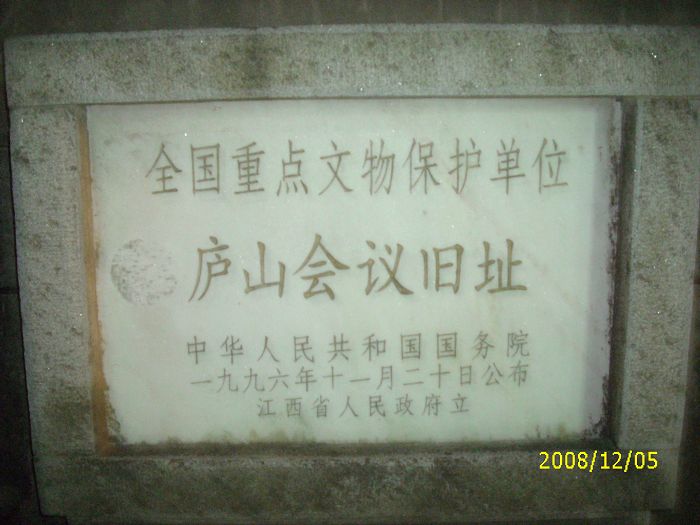 全国重点文物保护单位
庐山会议旧址
中华人民共和国国务院
一九九六年十一月二十日公布
江西省人民政府立
2008/12/05